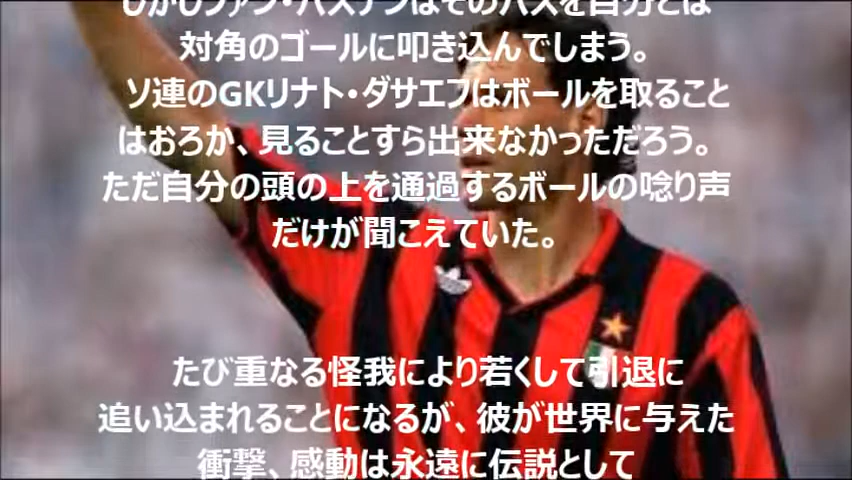 しかしファン・バステンはそのパスを自分とは
対角のゴールに叩き込んでしまう。
ソ連のGKリナト・ダサエフはボールを取ること
はおろか、見ることすら出来なかっただろう。
ただ自分の頭の上を通過するボールの唸り声
だけが聞こえていた。
たび重なる怪我により若くして引退に
追い込まれることになるが、彼が世界に与えた
衝撃、感動は永遠に伝説として